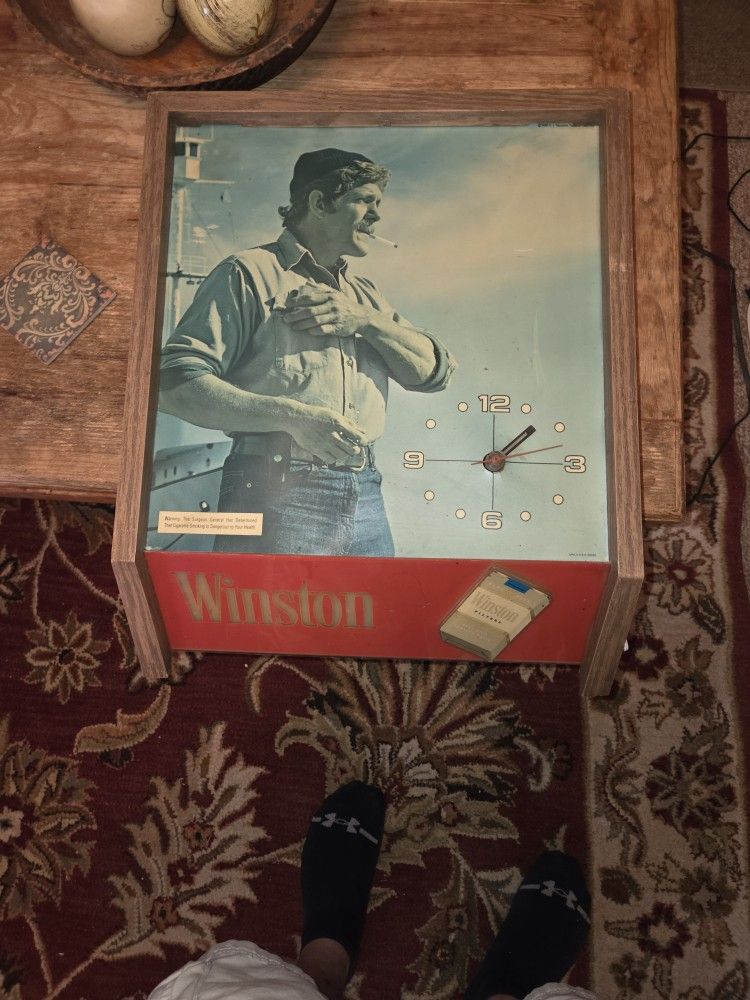 12
9
3
6
Warning: The Surgeon General Has Determined
That Cigarette Smoking Is Dangerous to Your Health.
Winston
Winston
FILTERS